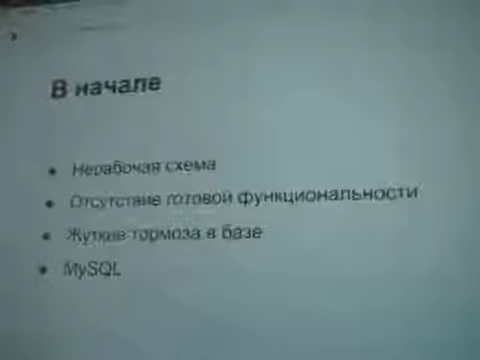 В начале
• Нерабочая схема
• Отсутствие готовой функциональности
• Жуткие тормоза в базе
• MySQL